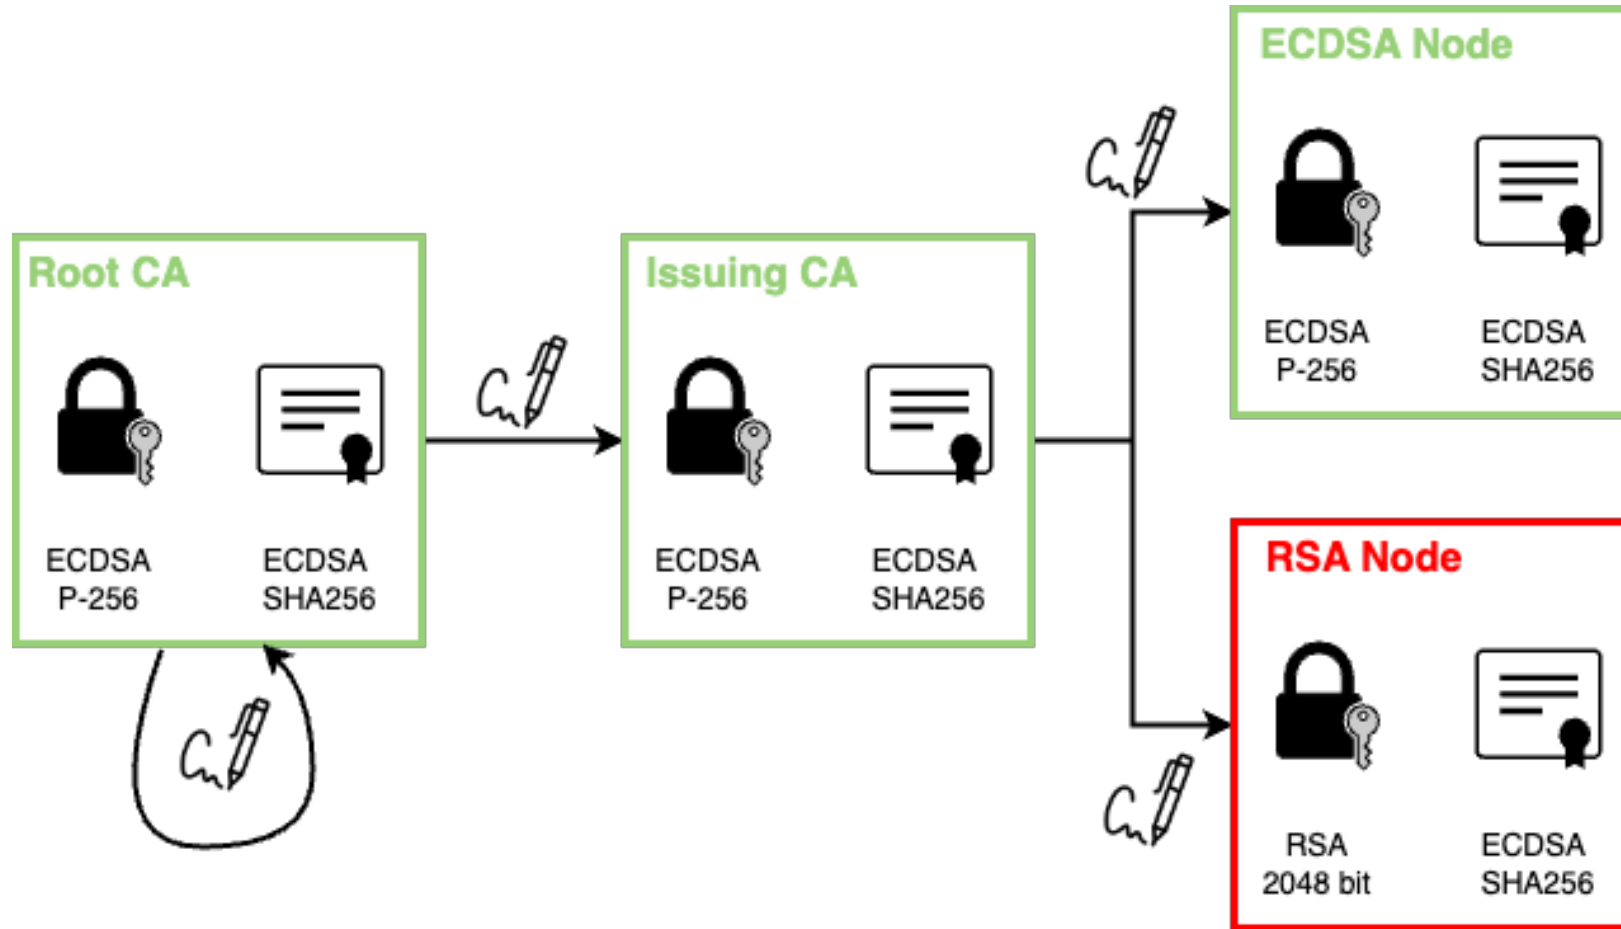 ECDSA Node
ECDSA
P-256
ECDSA
SHA256
Root CA
ECDSA
P-256
ECDSA
SHA256
Issuing CA
ECDSA
P-256
ECDSA
SHA256
RSA Node
RSA
2048 bit
ECDSA
SHA256